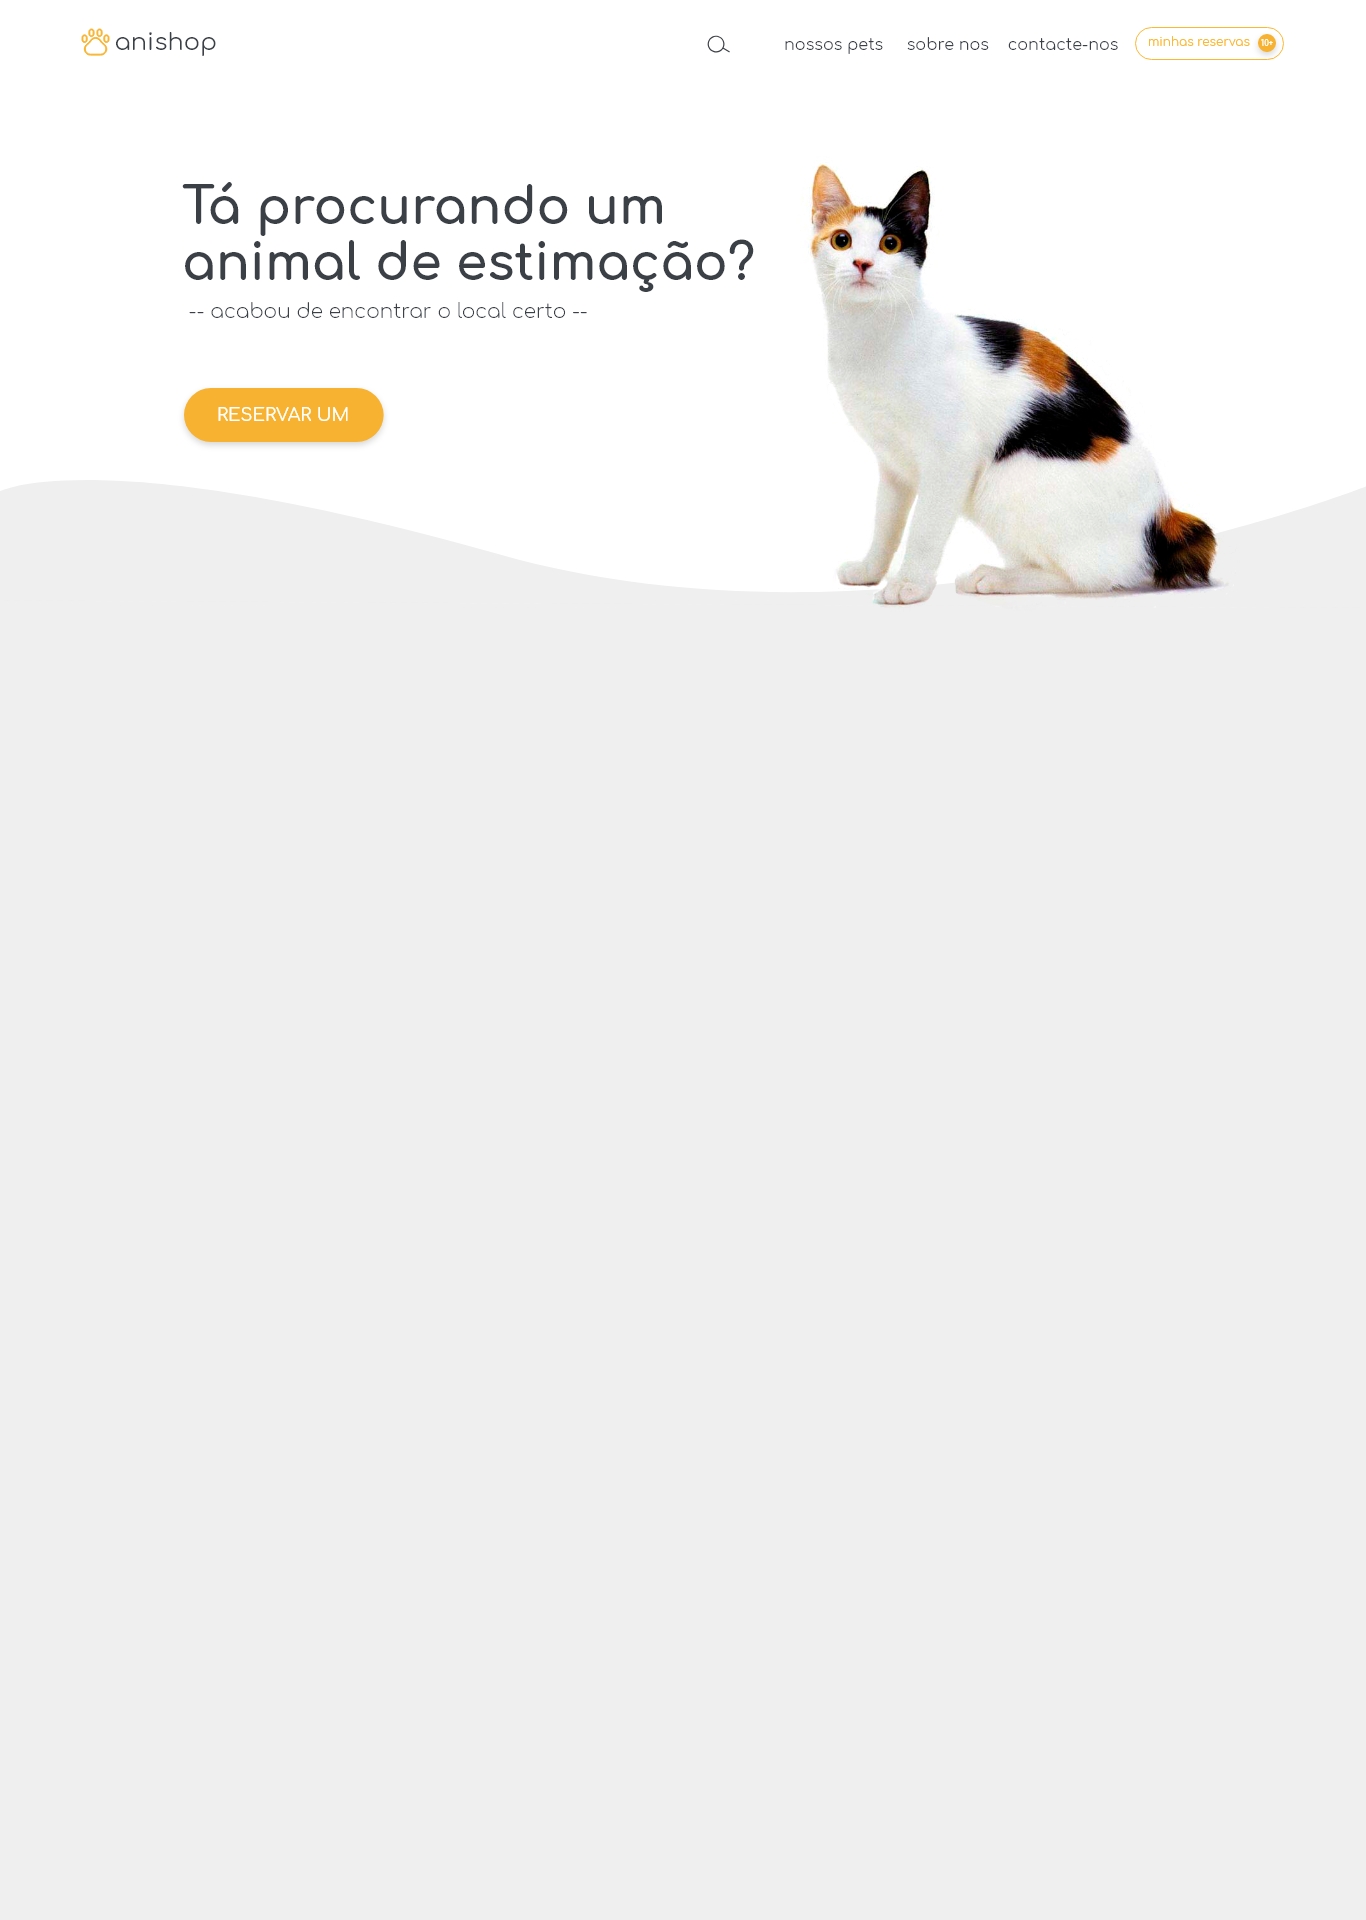 anishop
nossos pets
sobre nos
contacte-nos
minhas reservas 10+
Tá procurando um
animal de estimação?
-- acabou de encontrar o local certo --
RESERVAR UM